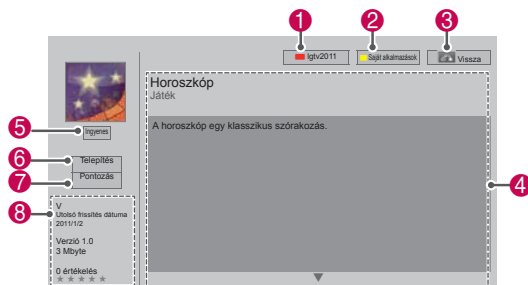 1
2
3
lgtv2011
Saját alkalmazások
Vissza
Horoszkóp
Játék
A horoszkóp egy klasszikus szórakozás.
4
5
Ingyenes
6
Telepítés
7
Pontozás
8
V
Utolsó frissítés dátuma
2011/1/2
Verzió 1.0
3 Mbyte
0 értékelés